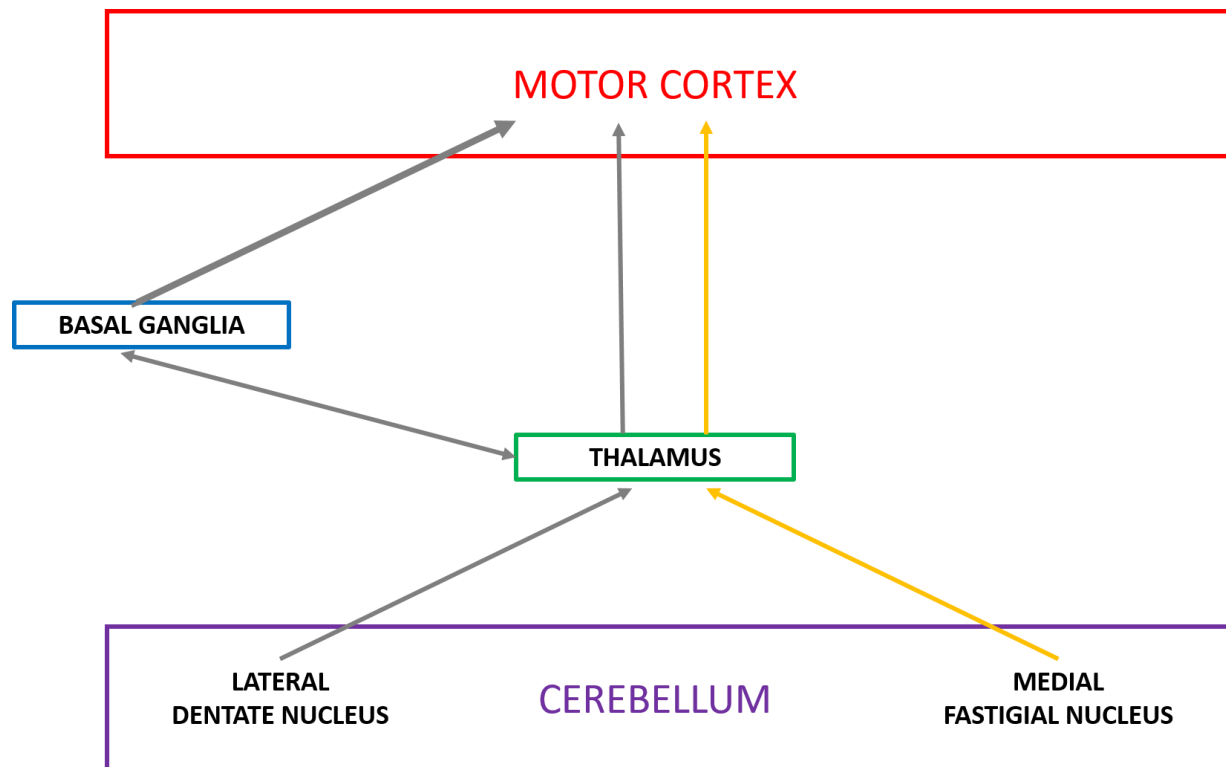 MOTOR CORTEX
BASAL GANGLIA
THALAMUS
LATERAL
DENTATE NUCLEUS
CEREBELLUM
MEDIAL
FASTIGIAL NUCLEUS